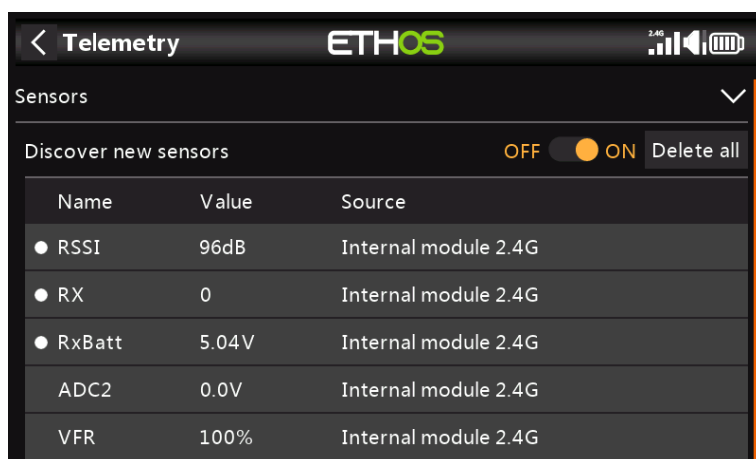 Telemetry ETHOS 2.4G
Sensors
Discover new sensors OFF ON Delete all
Name Value Source
RSSI 96dB Internal module 2.4G
RX 0 Internal module 2.4G
RxBatt 5.04V Internal module 2.4G
ADC2 0.0V Internal module 2.4G
VFR 100% Internal module 2.4G